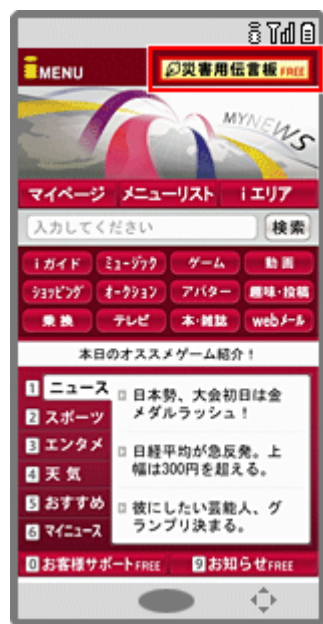 MENU
災害用伝言板 FREE
MYNEWS
マイページ メニューリスト iエリア
入力してください 検索
iガイド ミュージック ゲーム 動画
ショッピング オークション アバター 趣味・投稿
乗換 テレビ 本・雑誌 webメール
本日のオススメゲーム紹介！
1 ニュース
2 スポーツ
3 エンタメ
4 天気
5 おすすめ
6 マイニュース
日本勢、大会初日は金
メダルラッシュ！
日経平均が急反発。上
幅は300円を超える。
彼にしたい芸能人、グ
ランプリ決まる。
0 お客様サポートFREE 9 お知らせFREE